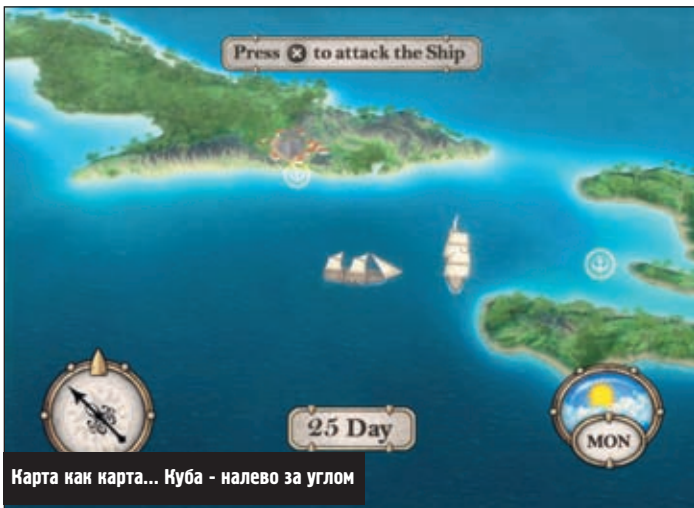 Press ⊗ to attack the Ship
25 Day
MON
Карта как карта... Куба - налево за углом